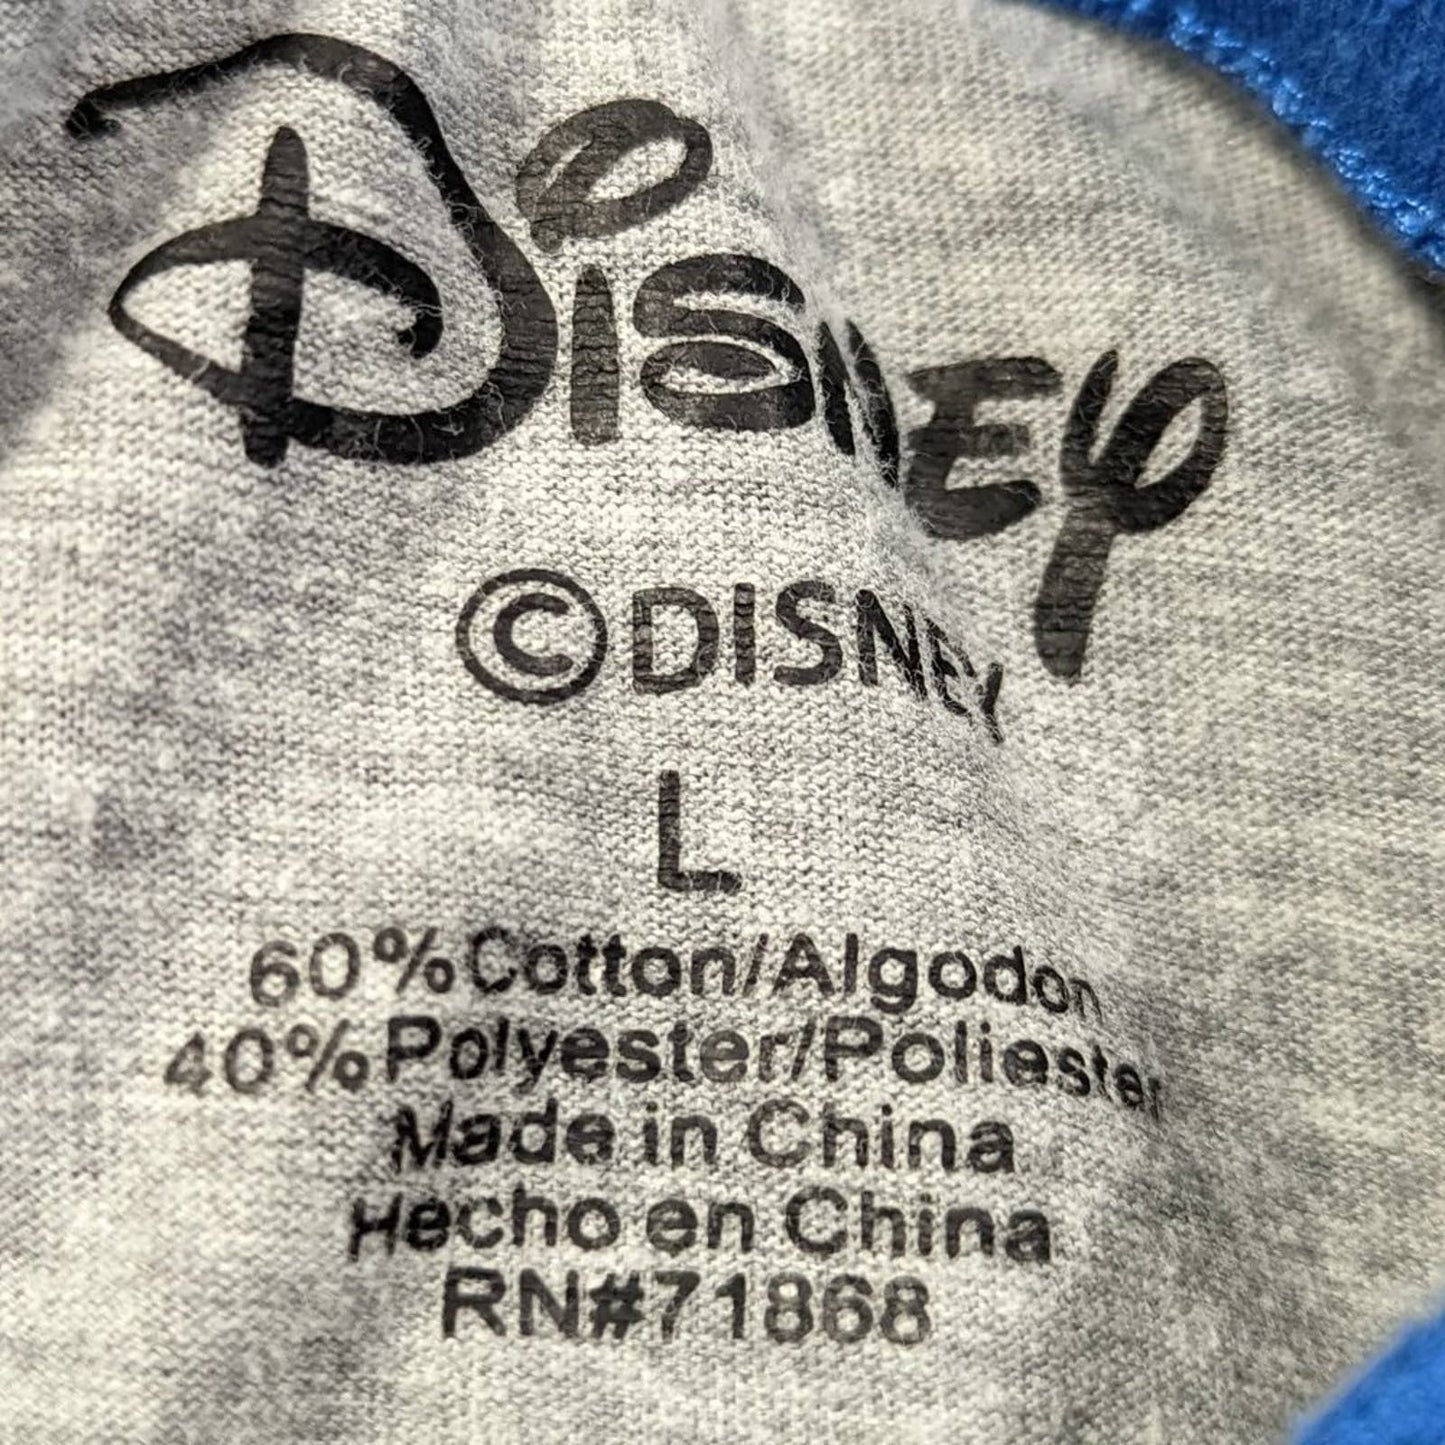 Disney
©DISNEY
L
60%Cotton/Algodon
40%Polyester/Poliester
Made in China
Hecho en China
RN#71868